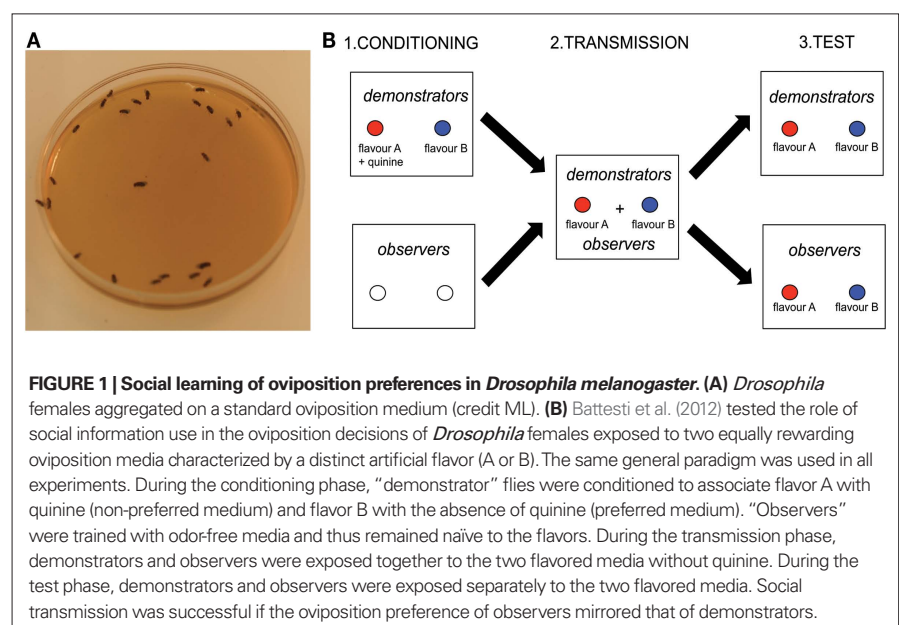 A
B 1.CONDITIONING 2.TRANSMISSION 3.TEST
demonstrators
flavour A
+ quinine
flavour B
observers
demonstrators
+
flavour A flavour B
observers
demonstrators
flavour A flavour B
observers
flavour A flavour B
FIGURE 1 | Social learning of oviposition preferences in Drosophila melanogaster. (A) Drosophila
females aggregated on a standard oviposition medium (credit ML). (B) Battesti et al. (2012) tested the role of
social information use in the oviposition decisions of Drosophila females exposed to two equally rewarding
oviposition media characterized by a distinct artificial flavor (A or B). The same general paradigm was used in all
experiments. During the conditioning phase, “demonstrator” flies were conditioned to associate flavor A with
quinine (non-preferred medium) and flavor B with the absence of quinine (preferred medium). “Observers”
were trained with odor-free media and thus remained naïve to the flavors. During the transmission phase,
demonstrators and observers were exposed together to the two flavored media without quinine. During the
test phase, demonstrators and observers were exposed separately to the two flavored media. Social
transmission was successful if the oviposition preference of observers mirrored that of demonstrators.